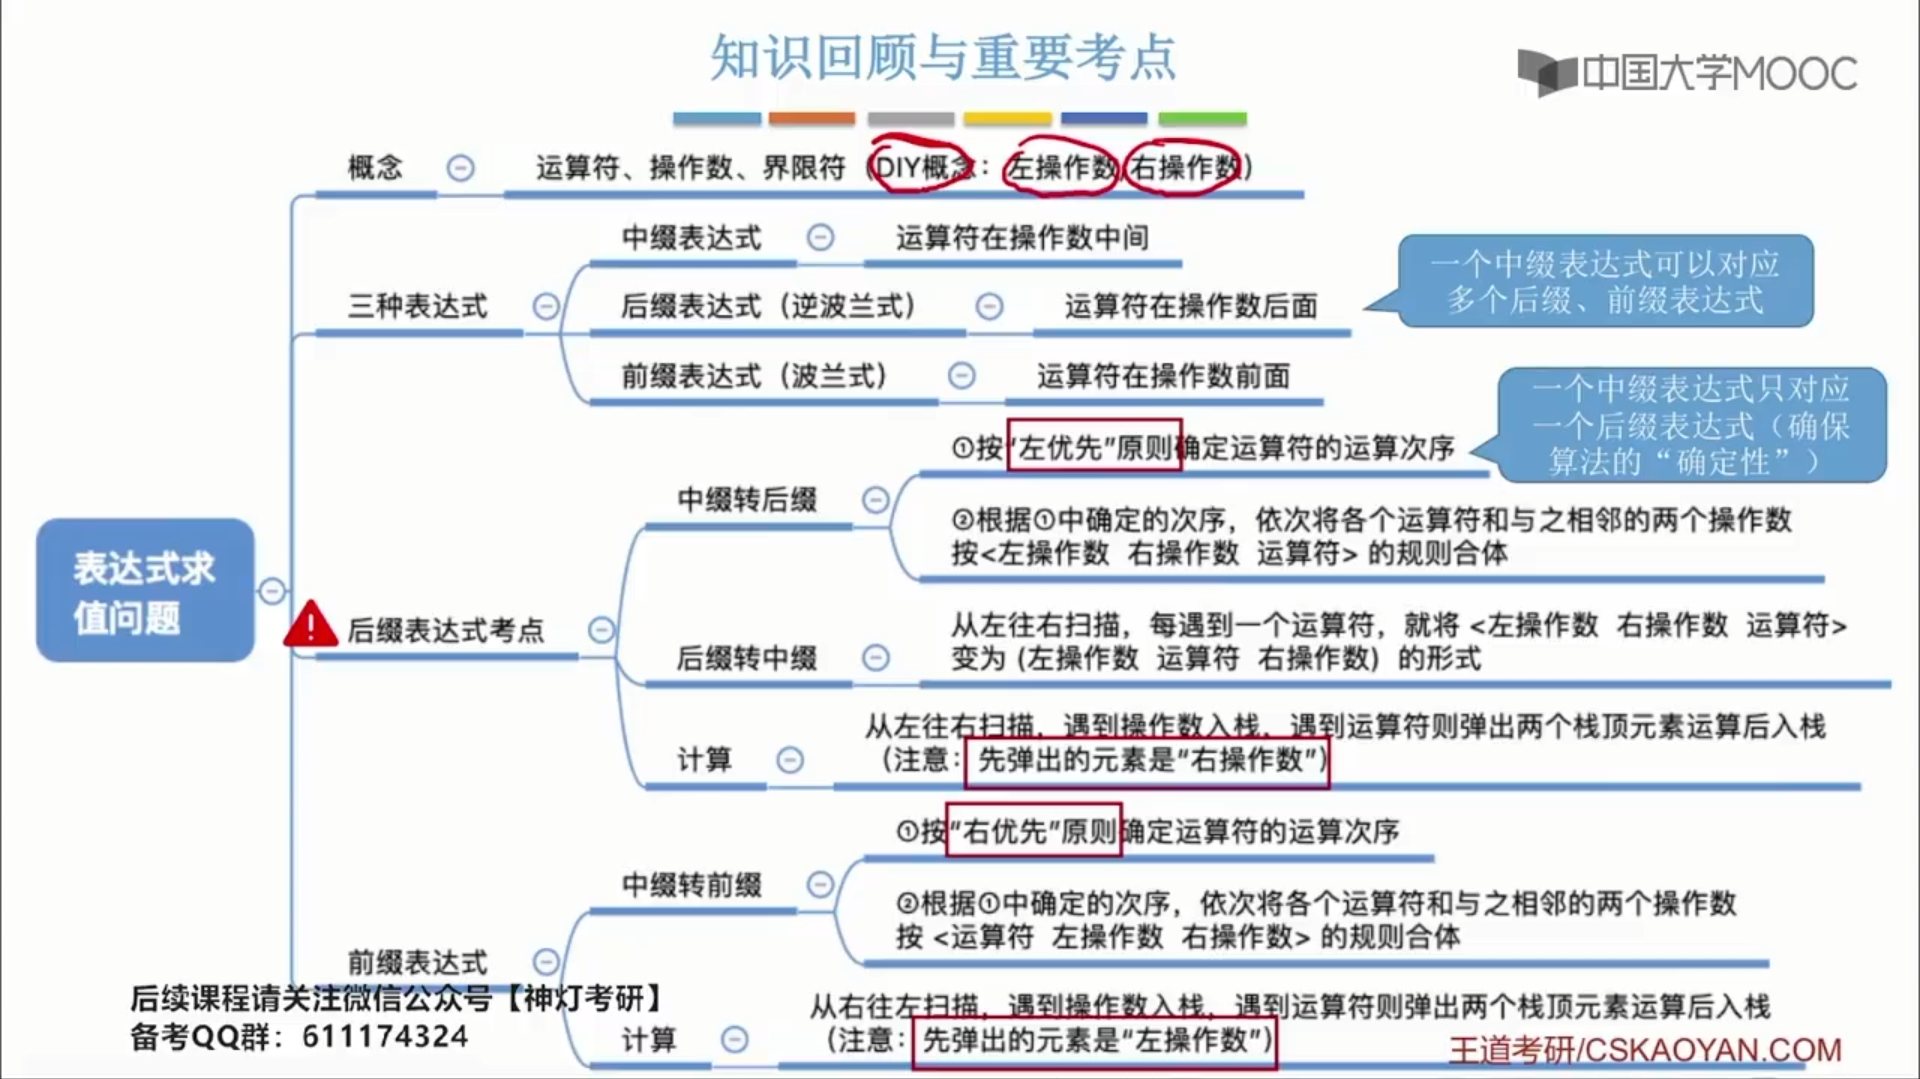 知识回顾与重要考点
中国大学MOOC
概念
运算符、操作数、界限符（DIY概念：左操作数/右操作数）
中缀表达式
运算符在操作数中间
三种表达式
后缀表达式（逆波兰式）
运算符在操作数后面
一个中缀表达式可以对应
多个后缀、前缀表达式
前缀表达式（波兰式）
运算符在操作数前面
①按“左优先”原则确定运算符的运算次序
一个中缀表达式只对应
一个后缀表达式（确保
算法的“确定性”）
中缀转后缀
②根据①中确定的次序，依次将各个运算符和与之相邻的两个操作数
按<左操作数 右操作数 运算符> 的规则合体
表达式求
值问题
后缀表达式考点
后缀转中缀
从左往右扫描，每遇到一个运算符，就将 <左操作数 右操作数 运算符>
变为 (左操作数 运算符 右操作数) 的形式
计算
从左往右扫描，遇到操作数入栈，遇到运算符则弹出两个栈顶元素运算后入栈
（注意：先弹出的元素是“右操作数”）
①按“右优先”原则确定运算符的运算次序
中缀转前缀
②根据①中确定的次序，依次将各个运算符和与之相邻的两个操作数
按 <运算符 左操作数 右操作数> 的规则合体
前缀表达式
计算
从右往左扫描，遇到操作数入栈，遇到运算符则弹出两个栈顶元素运算后入栈
（注意：先弹出的元素是“左操作数”）
后续课程请关注微信公众号【神灯考研】
备考QQ群：611174324
王道考研/CSKAOYAN.COM